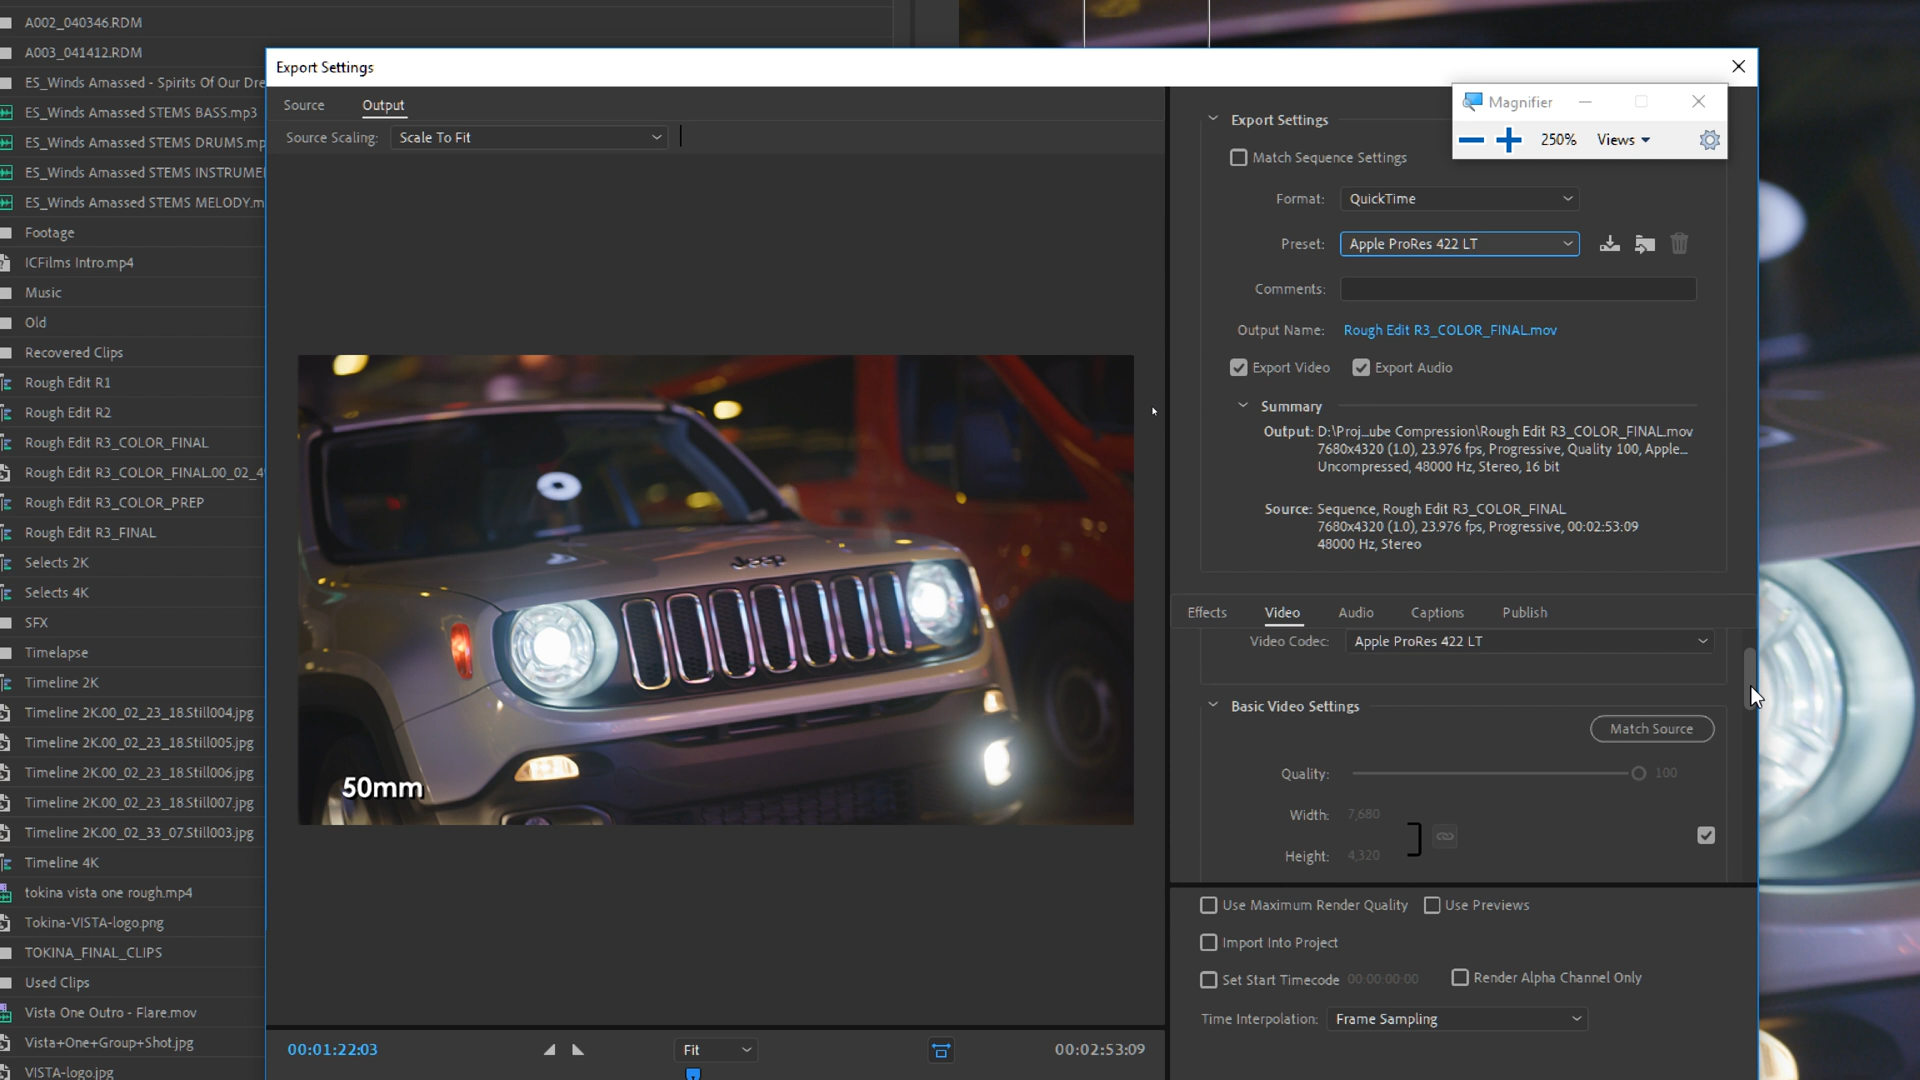 A002_040346.RDM
A003_041412.RDM
ES_Winds Amassed - Spirits Of Our Dre
ES_Winds Amassed STEMS BASS.mp3
ES_Winds Amassed STEMS DRUMS.mp
ES_Winds Amassed STEMS INSTRUME
ES_Winds Amassed STEMS MELODY.m
Footage
ICFilms Intro.mp4
Music
Old
Recovered Clips
Rough Edit R1
Rough Edit R2
Rough Edit R3_COLOR_FINAL
Rough Edit R3_COLOR_FINAL.00_02_4
Rough Edit R3_COLOR_PREP
Rough Edit R3_FINAL
Selects 2K
Selects 4K
SFX
Timelapse
Timeline 2K
Timeline 2K.00_02_23_18.Still004.jpg
Timeline 2K.00_02_23_18.Still005.jpg
Timeline 2K.00_02_23_18.Still006.jpg
Timeline 2K.00_02_23_18.Still007.jpg
Timeline 2K.00_02_33_07.Still003.jpg
Timeline 4K
tokina vista one rough.mp4
Tokina-VISTA-logo.png
TOKINA_FINAL_CLIPS
Used Clips
Vista One Outro - Flare.mov
Vista+One+Group+Shot.jpg
VISTA-logo.jpg
Export Settings
Source Output
Source Scaling: Scale To Fit
Jeep
50mm
00:01:22:03 Fit 00:02:53:09
Magnifier
250% Views
Export Settings
Match Sequence Settings
Format: QuickTime
Preset: Apple ProRes 422 LT
Comments:
Output Name: Rough Edit R3_COLOR_FINAL.mov
Export Video Export Audio
Summary
Output: D:\Proj...ube Compression\Rough Edit R3_COLOR_FINAL.mov
7680x4320 (1.0), 23.976 fps, Progressive, Quality 100, Apple...
Uncompressed, 48000 Hz, Stereo, 16 bit
Source: Sequence, Rough Edit R3_COLOR_FINAL
7680x4320 (1.0), 23.976 fps, Progressive, 00:02:53:09
48000 Hz, Stereo
Effects Video Audio Captions Publish
Video Codec: Apple ProRes 422 LT
Basic Video Settings
Match Source
Quality: 100
Width: 7,680
Height: 4,320
Use Maximum Render Quality Use Previews
Import Into Project
Set Start Timecode 00:00:00:00 Render Alpha Channel Only
Time Interpolation: Frame Sampling